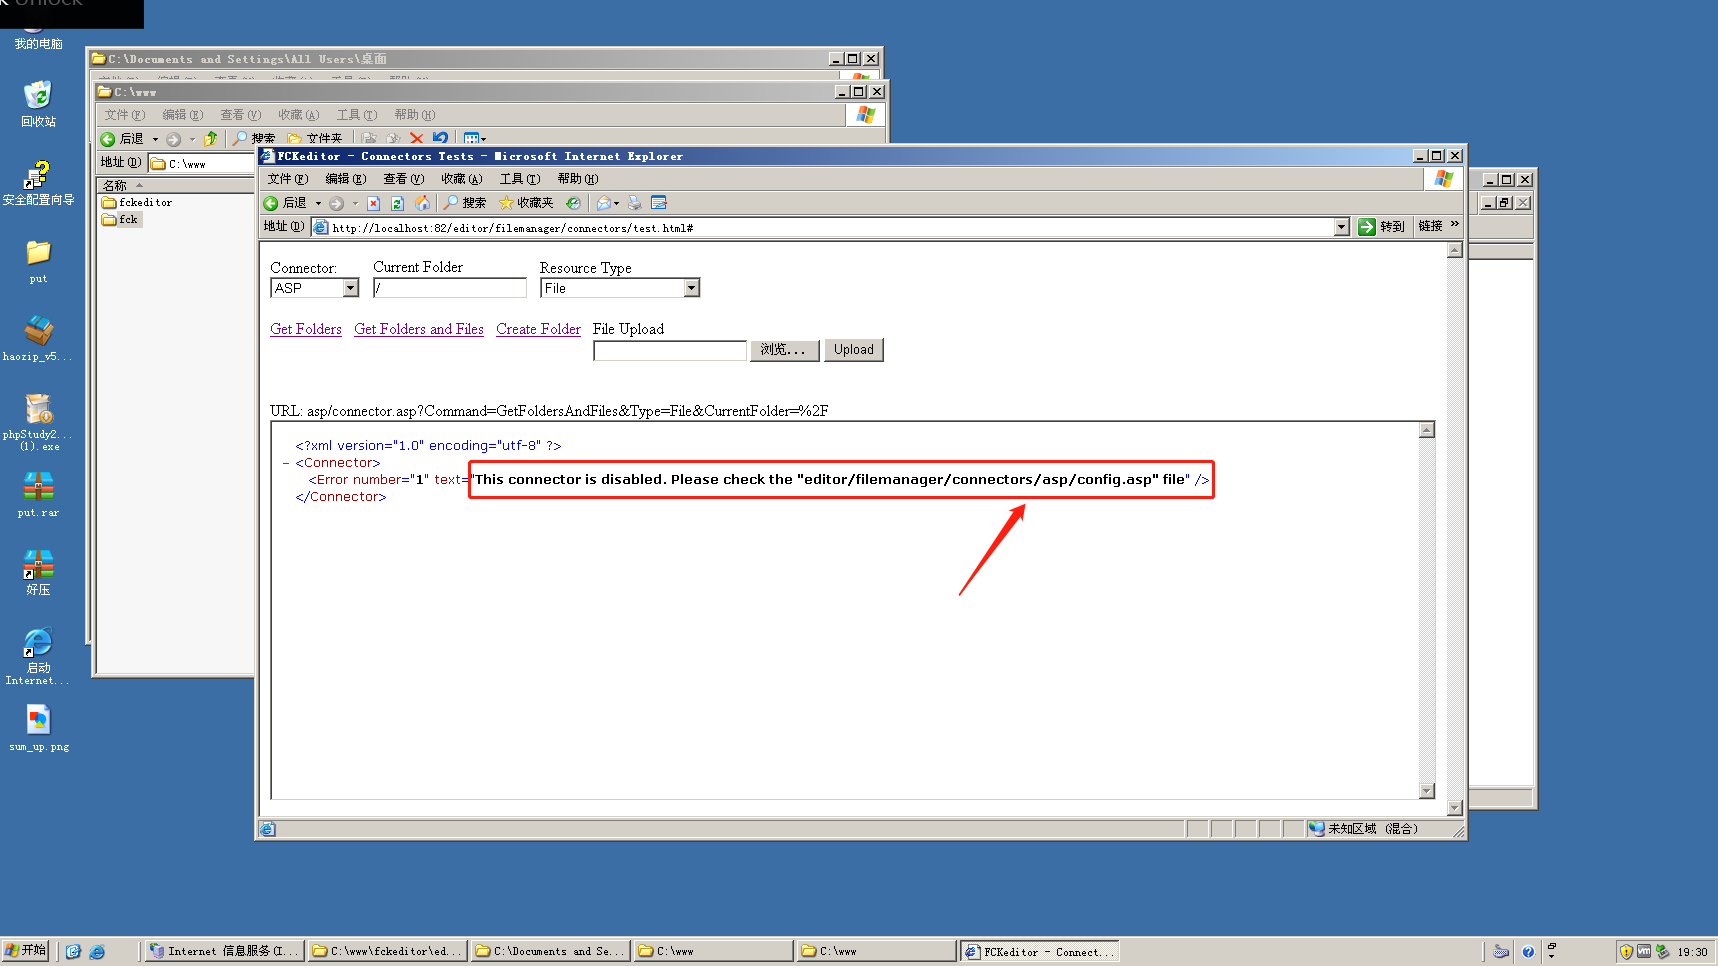 Unlock
我的电脑
回收站
安全配置向导
put
haozip_v5...
phpStudy2...
(1).exe
put.rar
好压
启动
Internet...
sum_up.png
C:\Documents and Settings\All Users\桌面
C:\www
文件(F) 编辑(E) 查看(V) 收藏(A) 工具(T) 帮助(H)
后退 搜索 文件夹
地址(D) C:\www
名称
fckeditor
fck
FCKeditor - Connectors Tests - Microsoft Internet Explorer
文件(F) 编辑(E) 查看(V) 收藏(A) 工具(T) 帮助(H)
后退 搜索 收藏夹
地址(D) http://localhost:82/editor/filemanager/connectors/test.html# 转到 链接 »
Connector: Current Folder Resource Type
ASP / File
Get Folders Get Folders and Files Create Folder File Upload
浏览... Upload
URL: asp/connector.asp?Command=GetFoldersAndFiles&Type=File&CurrentFolder=%2F
<?xml version="1.0" encoding="utf-8" ?>
- <Connector>
<Error number="1" text="This connector is disabled. Please check the "editor/filemanager/connectors/asp/config.asp" file" />
</Connector>
未知区域 (混合)
开始 Internet 信息服务(I... C:\www\fckeditor\ed... C:\Documents and Se... C:\www C:\www FCKeditor - Connect... 19:30